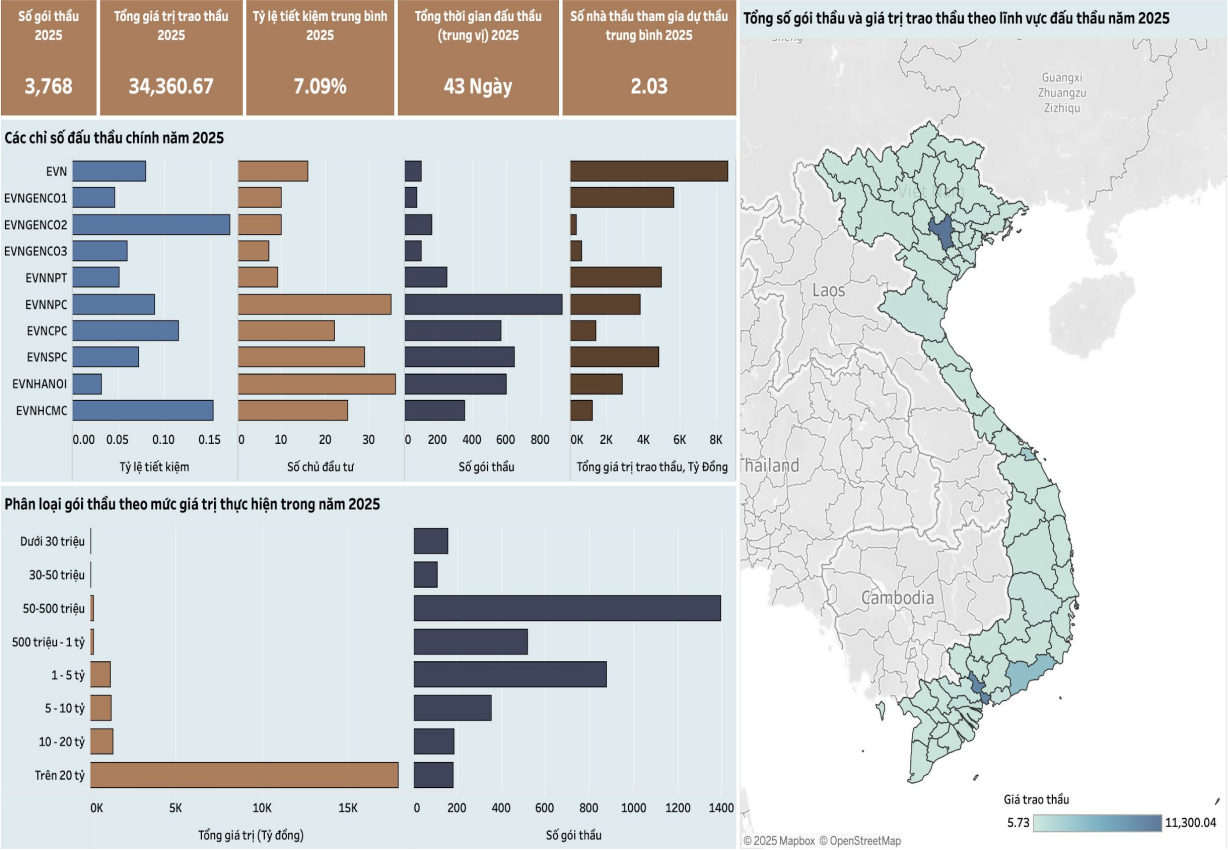 Số gói thầu
2025
3,768
Tổng giá trị trao thầu
2025
34,360.67
Tỷ lệ tiết kiệm trung bình
2025
7.09%
Tổng thời gian đấu thầu
(trung vị) 2025
43 Ngày
Số nhà thầu tham gia dự thầu
trung bình 2025
2.03
Các chỉ số đấu thầu chính năm 2025
EVN
EVNGENCO1
EVNGENCO2
EVNGENCO3
EVNNPT
EVNNPC
EVNCPC
EVNSPC
EVNHANOI
EVNHCMC
0.00 0.05 0.10 0.15
Tỷ lệ tiết kiệm
0 10 20 30
Số chủ đầu tư
0 200 400 600 800
Số gói thầu
0K 2K 4K 6K 8K
Tổng giá trị trao thầu, Tỷ Đồng
Phân loại gói thầu theo mức giá trị thực hiện trong năm 2025
Dưới 30 triệu
30-50 triệu
50-500 triệu
500 triệu - 1 tỷ
1 - 5 tỷ
5 - 10 tỷ
10 - 20 tỷ
Trên 20 tỷ
0K 5K 10K 15K
Tổng giá trị (Tỷ đồng)
0 200 400 600 800 1000 1200 1400
Số gói thầu
Tổng số gói thầu và giá trị trao thầu theo lĩnh vực đấu thầu năm 2025
Guangxi
Zhuangzu
Zizhiqu
Laos
Thailand
Cambodia
Giá trao thầu
5.73 11,300.04
© 2025 Mapbox © OpenStreetMap